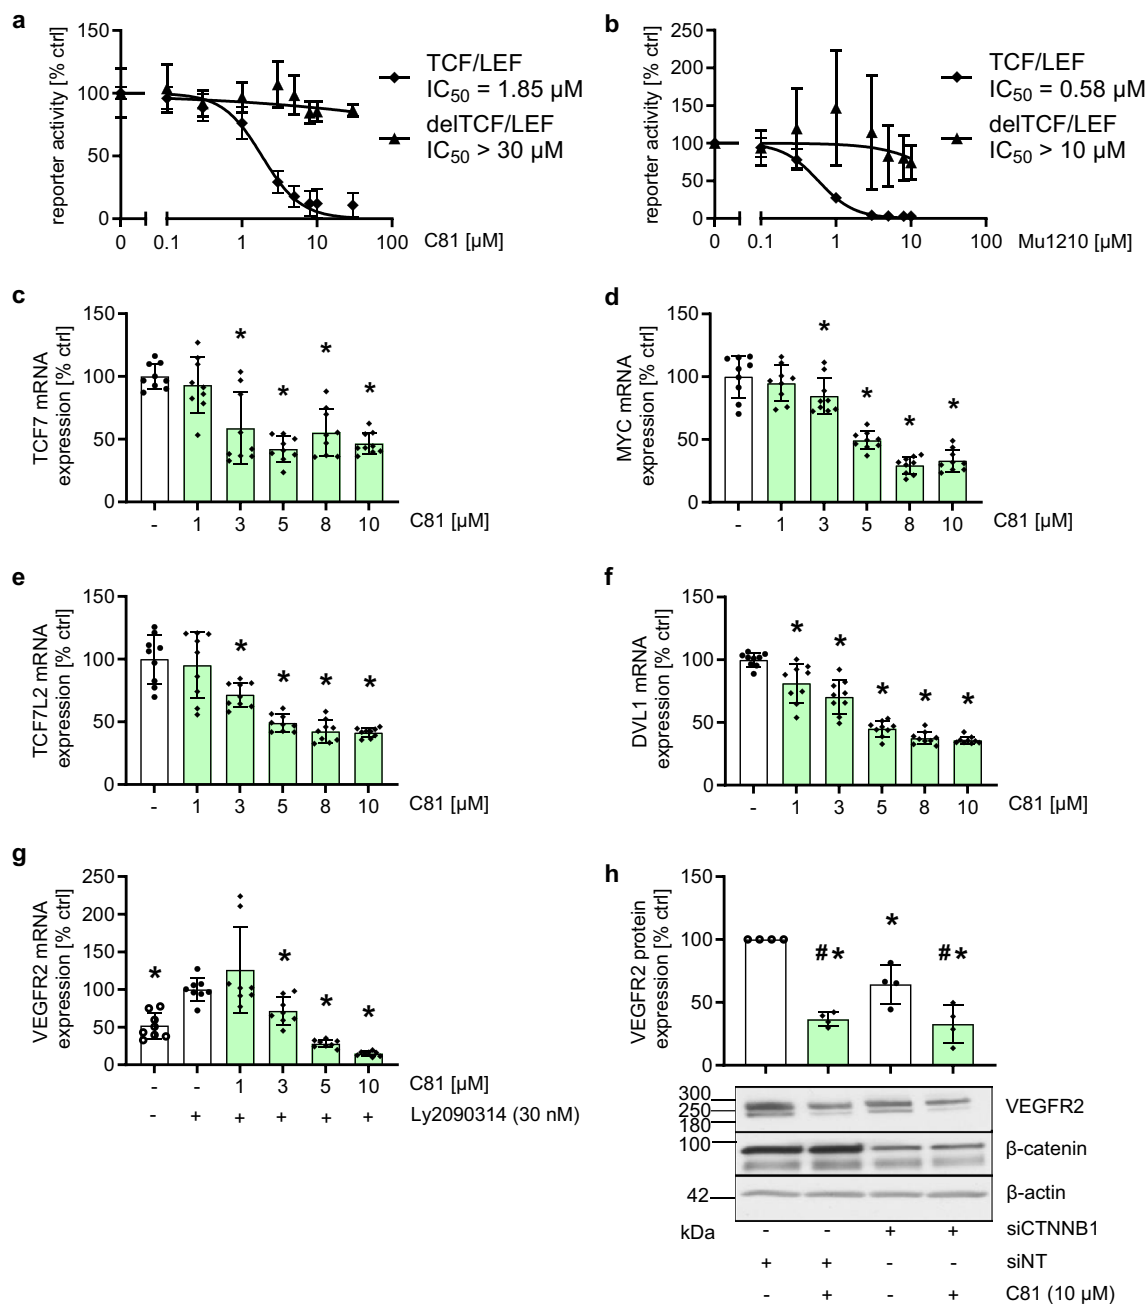 a
reporter activity [% ctrl]
150
100
50
0
0 0.1 1 10 100
C81 [µM]
TCF/LEF
IC50 = 1.85 µM
delTCF/LEF
IC50 > 30 µM
b
reporter activity [% ctrl]
250
200
150
100
50
0
0 0.1 1 10 100
Mu1210 [µM]
TCF/LEF
IC50 = 0.58 µM
delTCF/LEF
IC50 > 10 µM
c
TCF7 mRNA
expression [% ctrl]
150
100
50
0
* * * *
- 1 3 5 8 10
C81 [µM]
d
MYC mRNA
expression [% ctrl]
150
100
50
0
* * * *
- 1 3 5 8 10
C81 [µM]
e
TCF7L2 mRNA
expression [% ctrl]
150
100
50
0
* * * *
- 1 3 5 8 10
C81 [µM]
f
DVL1 mRNA
expression [% ctrl]
150
100
50
0
* * * * *
- 1 3 5 8 10
C81 [µM]
g
VEGFR2 mRNA
expression [% ctrl]
250
200
150
100
50
0
* * * *
- - 1 3 5 10 C81 [µM]
- + + + + + Ly2090314 (30 nM)
h
VEGFR2 protein
expression [% ctrl]
150
100
50
0
#* * #*
300
250
180
VEGFR2
100
β-catenin
42
β-actin
kDa
- - + + siCTNNB1
+ + - - siNT
- + - + C81 (10 µM)